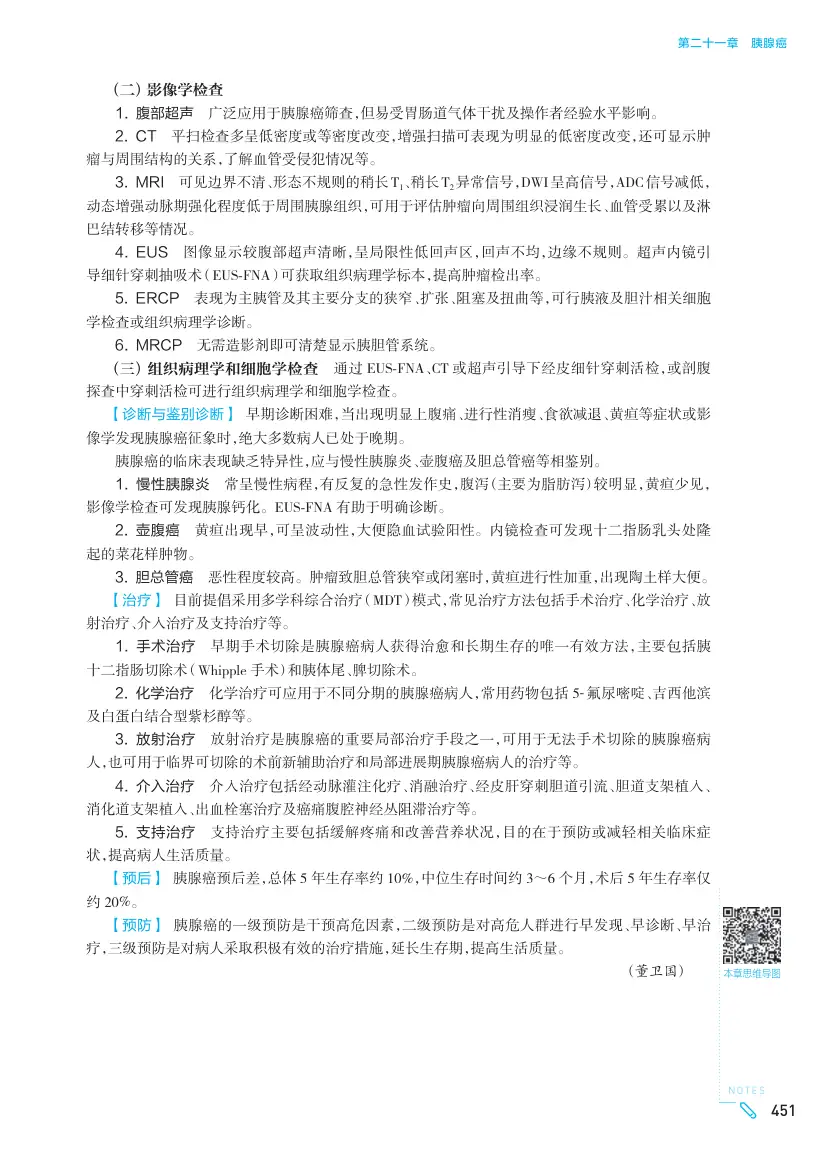 第二十一章　胰腺癌
（二）影像学检查
1. 腹部超声　广泛应用于胰腺癌筛查，但易受胃肠道气体干扰及操作者经验水平影响。
2. CT　平扫检查多呈低密度或等密度改变，增强扫描可表现为明显的低密度改变，还可显示肿
瘤与周围结构的关系，了解血管受侵犯情况等。
3. MRI　可见边界不清、形态不规则的稍长 T₁、稍长 T₂ 异常信号，DWI 呈高信号，ADC 信号减低，
动态增强动脉期强化程度低于周围胰腺组织，可用于评估肿瘤向周围组织浸润生长、血管受累以及淋
巴结转移等情况。
4. EUS　图像显示较腹部超声清晰，呈局限性低回声区，回声不均，边缘不规则。超声内镜引
导细针穿刺抽吸术（EUS-FNA）可获取组织病理学标本，提高肿瘤检出率。
5. ERCP　表现为主胰管及其主要分支的狭窄、扩张、阻塞及扭曲等，可行胰液及胆汁相关细胞
学检查或组织病理学诊断。
6. MRCP　无需造影剂即可清楚显示胰胆管系统。
（三）组织病理学和细胞学检查　通过 EUS-FNA、CT 或超声引导下经皮细针穿刺活检，或剖腹
探查中穿刺活检可进行组织病理学和细胞学检查。
【诊断与鉴别诊断】 早期诊断困难，当出现明显上腹痛、进行性消瘦、食欲减退、黄疸等症状或影
像学发现胰腺癌征象时，绝大多数病人已处于晚期。
胰腺癌的临床表现缺乏特异性，应与慢性胰腺炎、壶腹癌及胆总管癌等相鉴别。
1. 慢性胰腺炎　常呈慢性病程，有反复的急性发作史，腹泻（主要为脂肪泻）较明显，黄疸少见，
影像学检查可发现胰腺钙化。EUS-FNA 有助于明确诊断。
2. 壶腹癌　黄疸出现早，可呈波动性，大便隐血试验阳性。内镜检查可发现十二指肠乳头处隆
起的菜花样肿物。
3. 胆总管癌　恶性程度较高。肿瘤致胆总管狭窄或闭塞时，黄疸进行性加重，出现陶土样大便。
【治疗】 目前提倡采用多学科综合治疗（MDT）模式，常见治疗方法包括手术治疗、化学治疗、放
射治疗、介入治疗及支持治疗等。
1. 手术治疗　早期手术切除是胰腺癌病人获得治愈和长期生存的唯一有效方法，主要包括胰
十二指肠切除术（Whipple 手术）和胰体尾、脾切除术。
2. 化学治疗　化学治疗可应用于不同分期的胰腺癌病人，常用药物包括 5-氟尿嘧啶、吉西他滨
及白蛋白结合型紫杉醇等。
3. 放射治疗　放射治疗是胰腺癌的重要局部治疗手段之一，可用于无法手术切除的胰腺癌病
人，也可用于临界可切除的术前新辅助治疗和局部进展期胰腺癌病人的治疗等。
4. 介入治疗　介入治疗包括经动脉灌注化疗、消融治疗、经皮肝穿刺胆道引流、胆道支架植入、
消化道支架植入、出血栓塞治疗及癌痛腹腔神经丛阻滞治疗等。
5. 支持治疗　支持治疗主要包括缓解疼痛和改善营养状况，目的在于预防或减轻相关临床症
状，提高病人生活质量。
【预后】 胰腺癌预后差，总体 5 年生存率约 10%，中位生存时间约 3～6 个月，术后 5 年生存率仅
约 20%。
【预防】 胰腺癌的一级预防是干预高危因素，二级预防是对高危人群进行早发现、早诊断、早治
疗，三级预防是对病人采取积极有效的治疗措施，延长生存期，提高生活质量。
（董卫国）
本章思维导图
NOTES
451